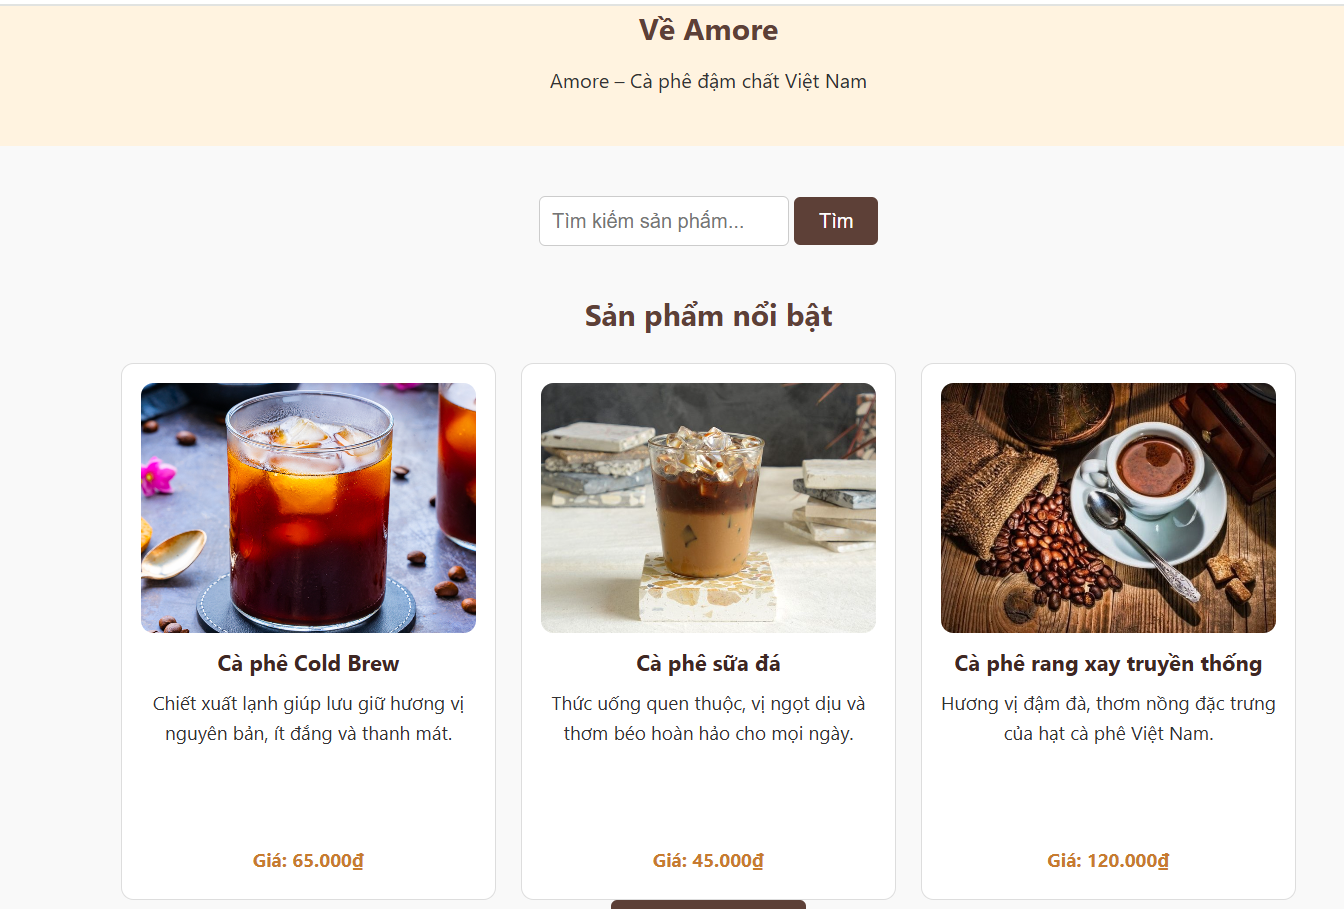 Về Amore
Amore – Cà phê đậm chất Việt Nam
Tìm kiếm sản phẩm...
Tìm
Sản phẩm nổi bật
Cà phê Cold Brew
Chiết xuất lạnh giúp lưu giữ hương vị
nguyên bản, ít đắng và thanh mát.
Giá: 65.000₫
Cà phê sữa đá
Thức uống quen thuộc, vị ngọt dịu và
thơm béo hoàn hảo cho mọi ngày.
Giá: 45.000₫
Cà phê rang xay truyền thống
Hương vị đậm đà, thơm nồng đặc trưng
của hạt cà phê Việt Nam.
Giá: 120.000₫